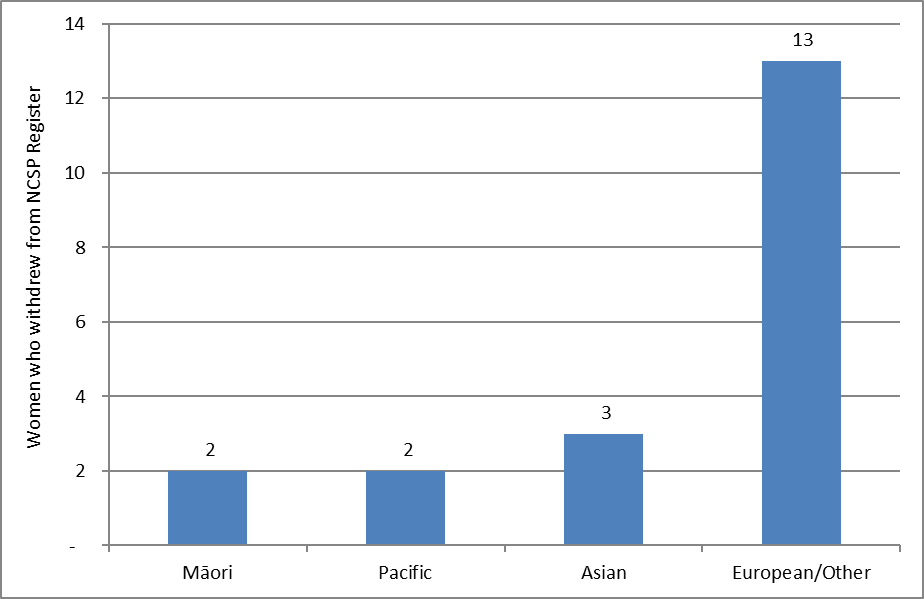 Women who withdrew from NCSP Register
14
12
10
8
6
4
2
-
2
2
3
13
Māori
Pacific
Asian
European/Other